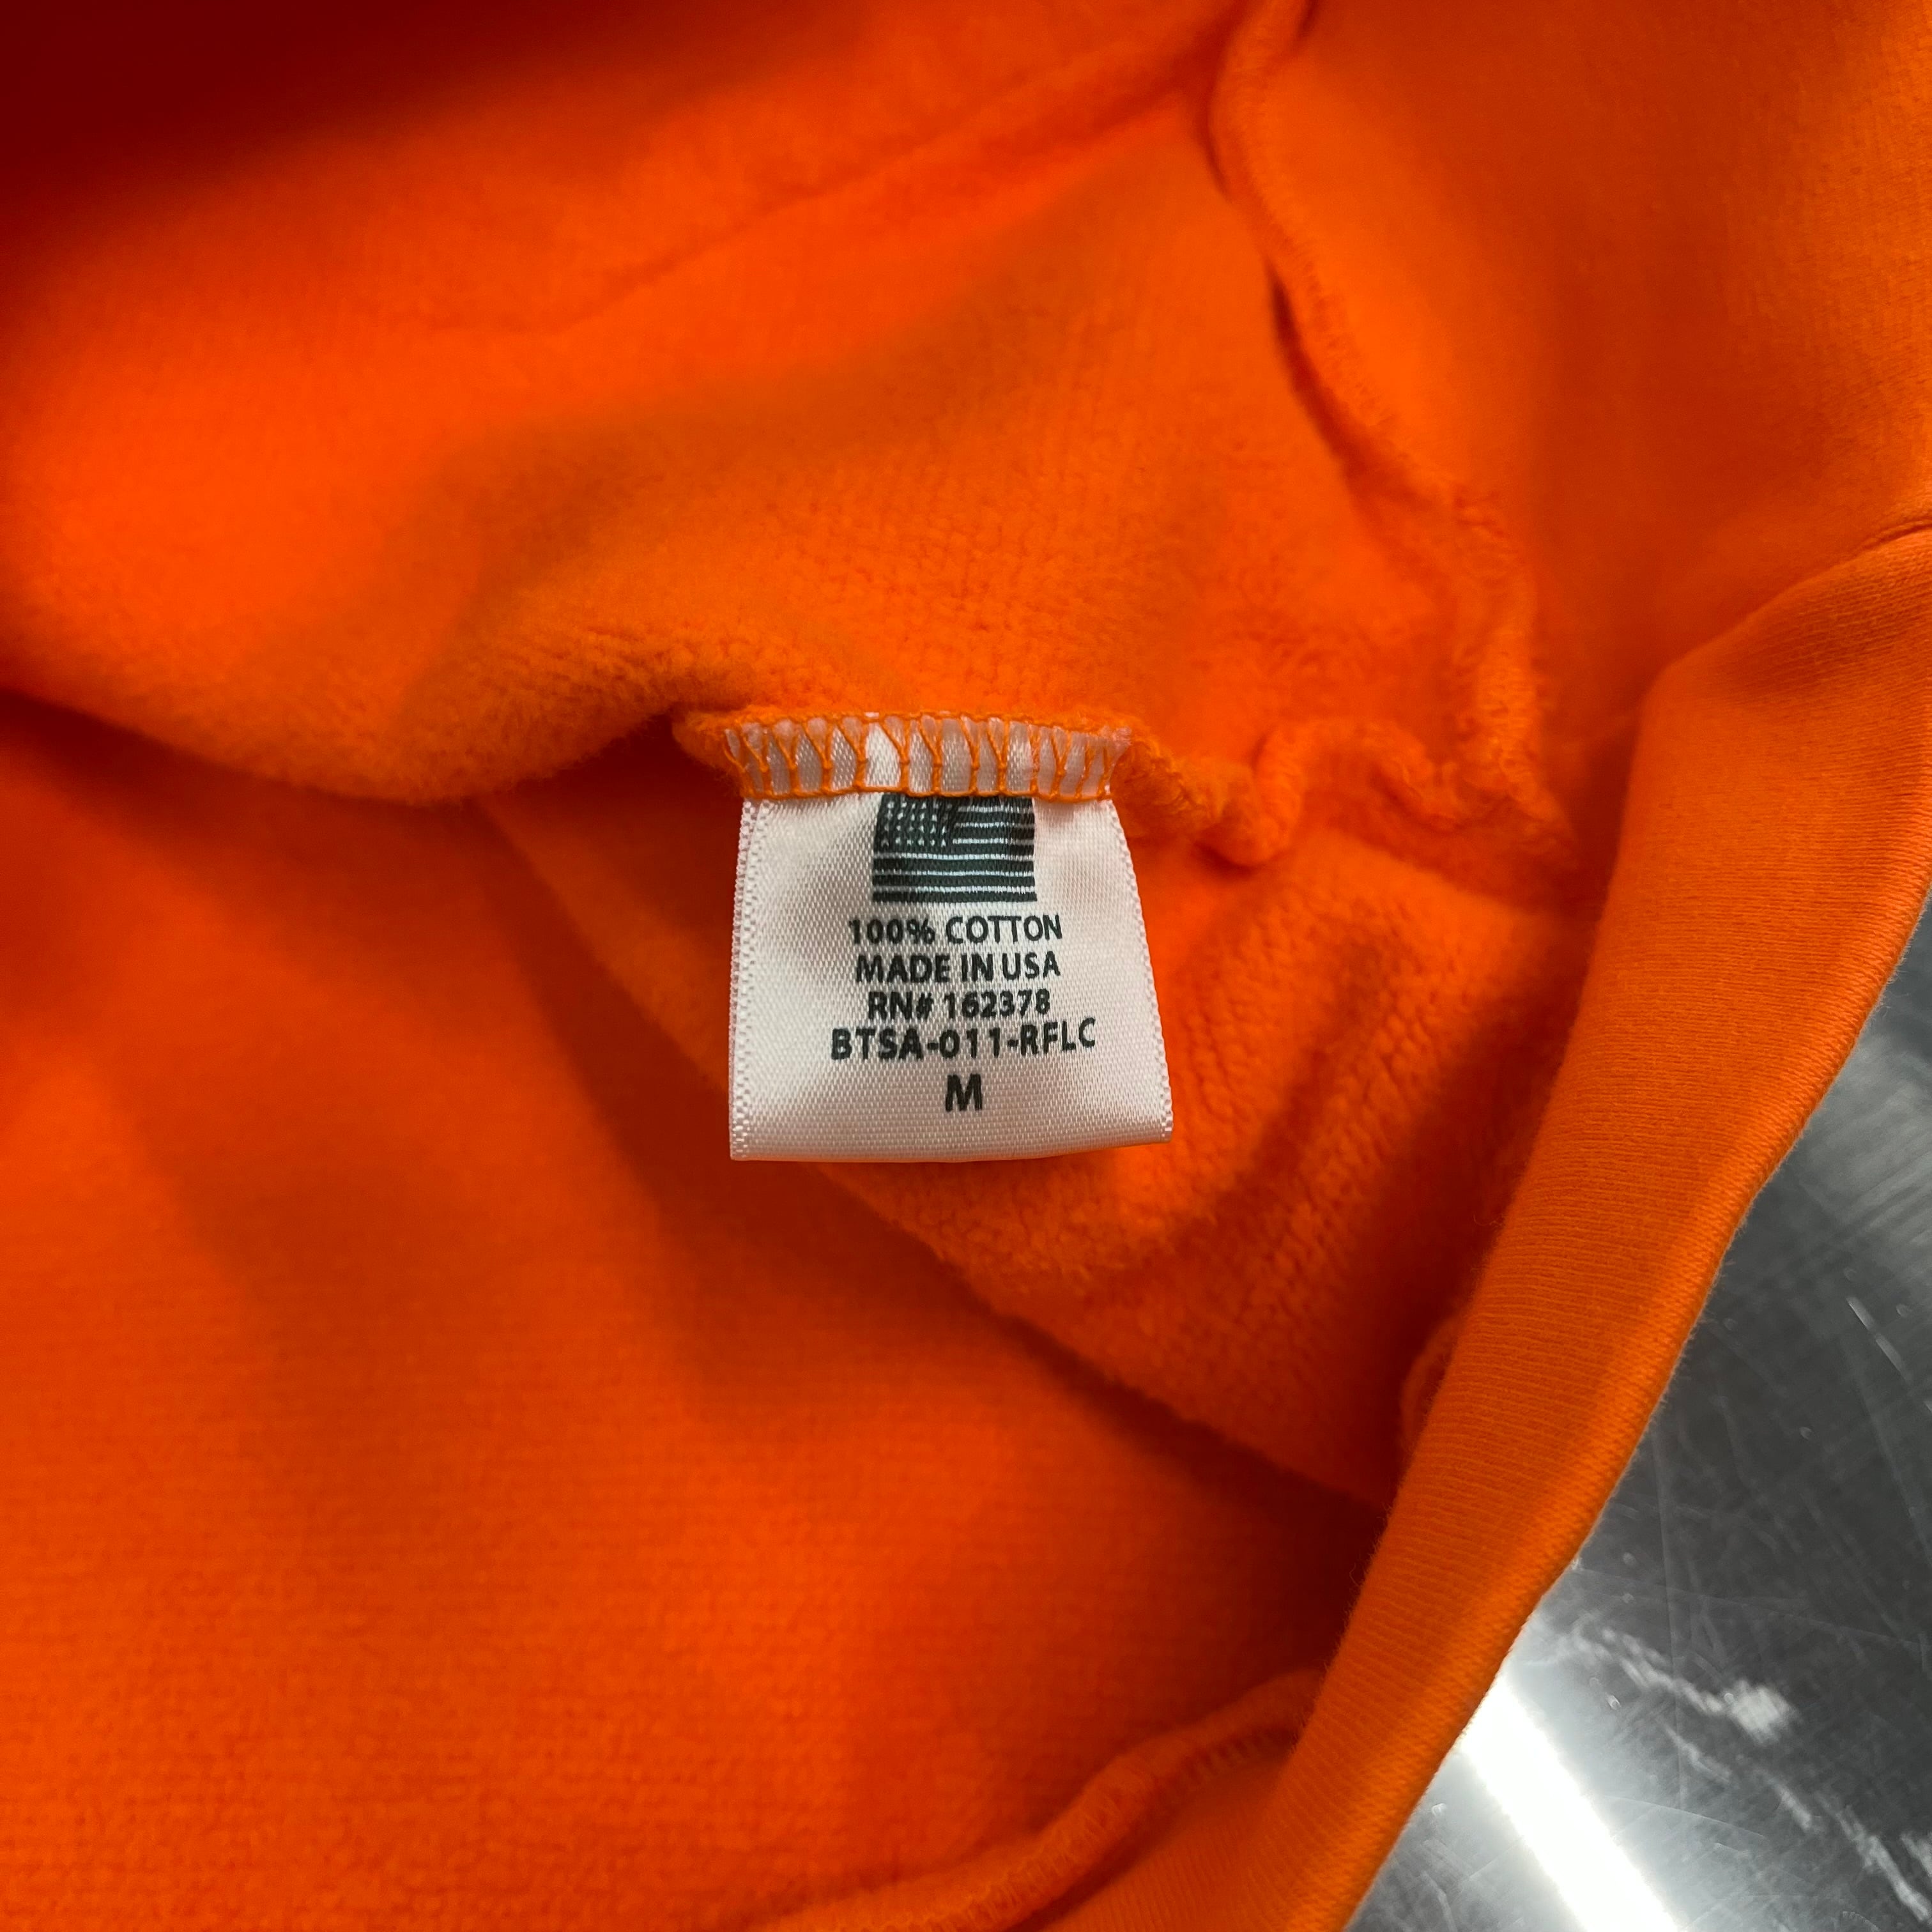 100% COTTON
MADE IN USA
RN# 162378
BTSA-011-RFLC
M